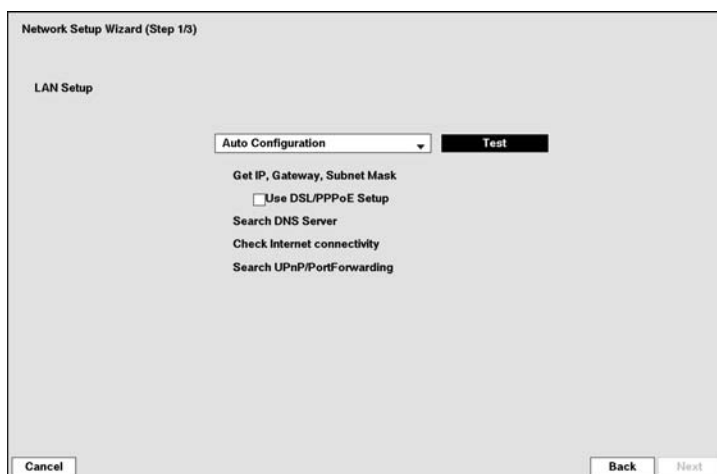 Network Setup Wizard (Step 1/3)
LAN Setup
Auto Configuration
Test
Get IP, Gateway, Subnet Mask
Use DSL/PPPoE Setup
Search DNS Server
Check Internet connectivity
Search UPnP/PortForwarding
Cancel
Back
Next